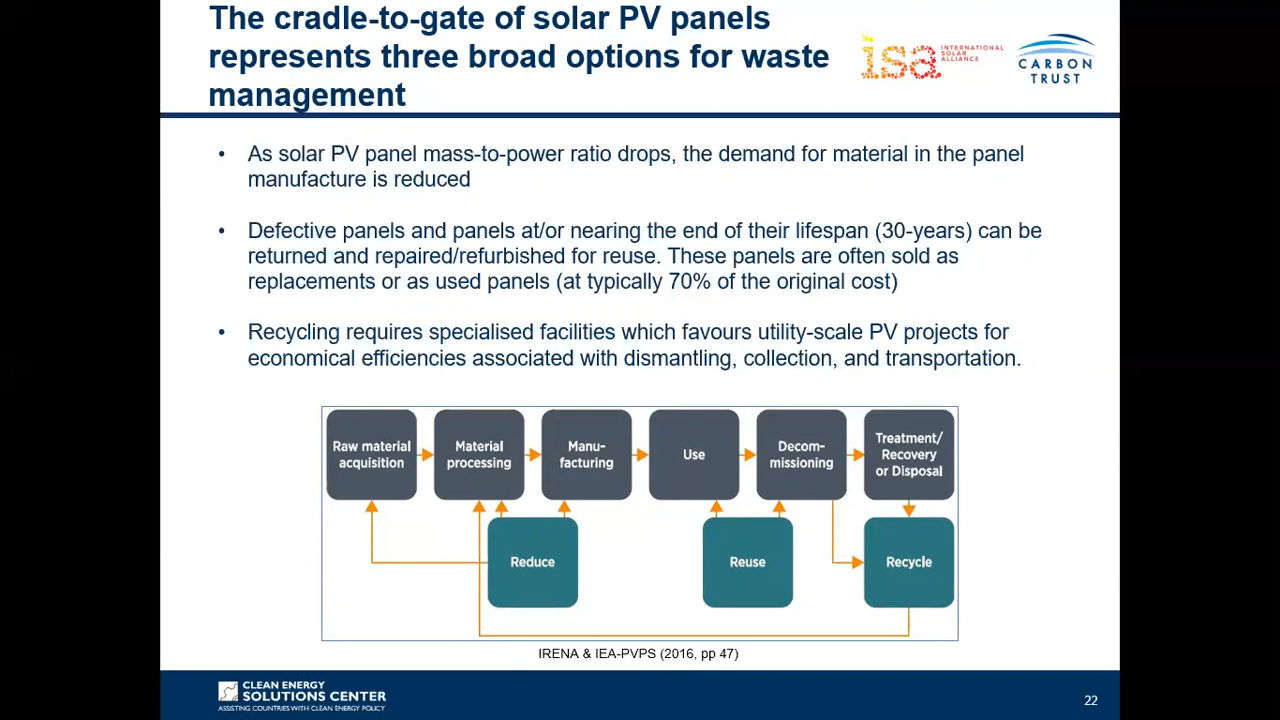 The cradle-to-gate of solar PV panels
represents three broad options for waste
management
isa INTERNATIONAL
SOLAR
ALLIANCE
CARBON
TRUST
• As solar PV panel mass-to-power ratio drops, the demand for material in the panel
manufacture is reduced
• Defective panels and panels at/or nearing the end of their lifespan (30-years) can be
returned and repaired/refurbished for reuse. These panels are often sold as
replacements or as used panels (at typically 70% of the original cost)
• Recycling requires specialised facilities which favours utility-scale PV projects for
economical efficiencies associated with dismantling, collection, and transportation.
Raw material
acquisition
Material
processing
Manu-
facturing
Use
Decom-
missioning
Treatment/
Recovery
or Disposal
Reduce
Reuse
Recycle
IRENA & IEA-PVPS (2016, pp 47)
CLEAN ENERGY
SOLUTIONS CENTER
ASSISTING COUNTRIES WITH CLEAN ENERGY POLICY
22